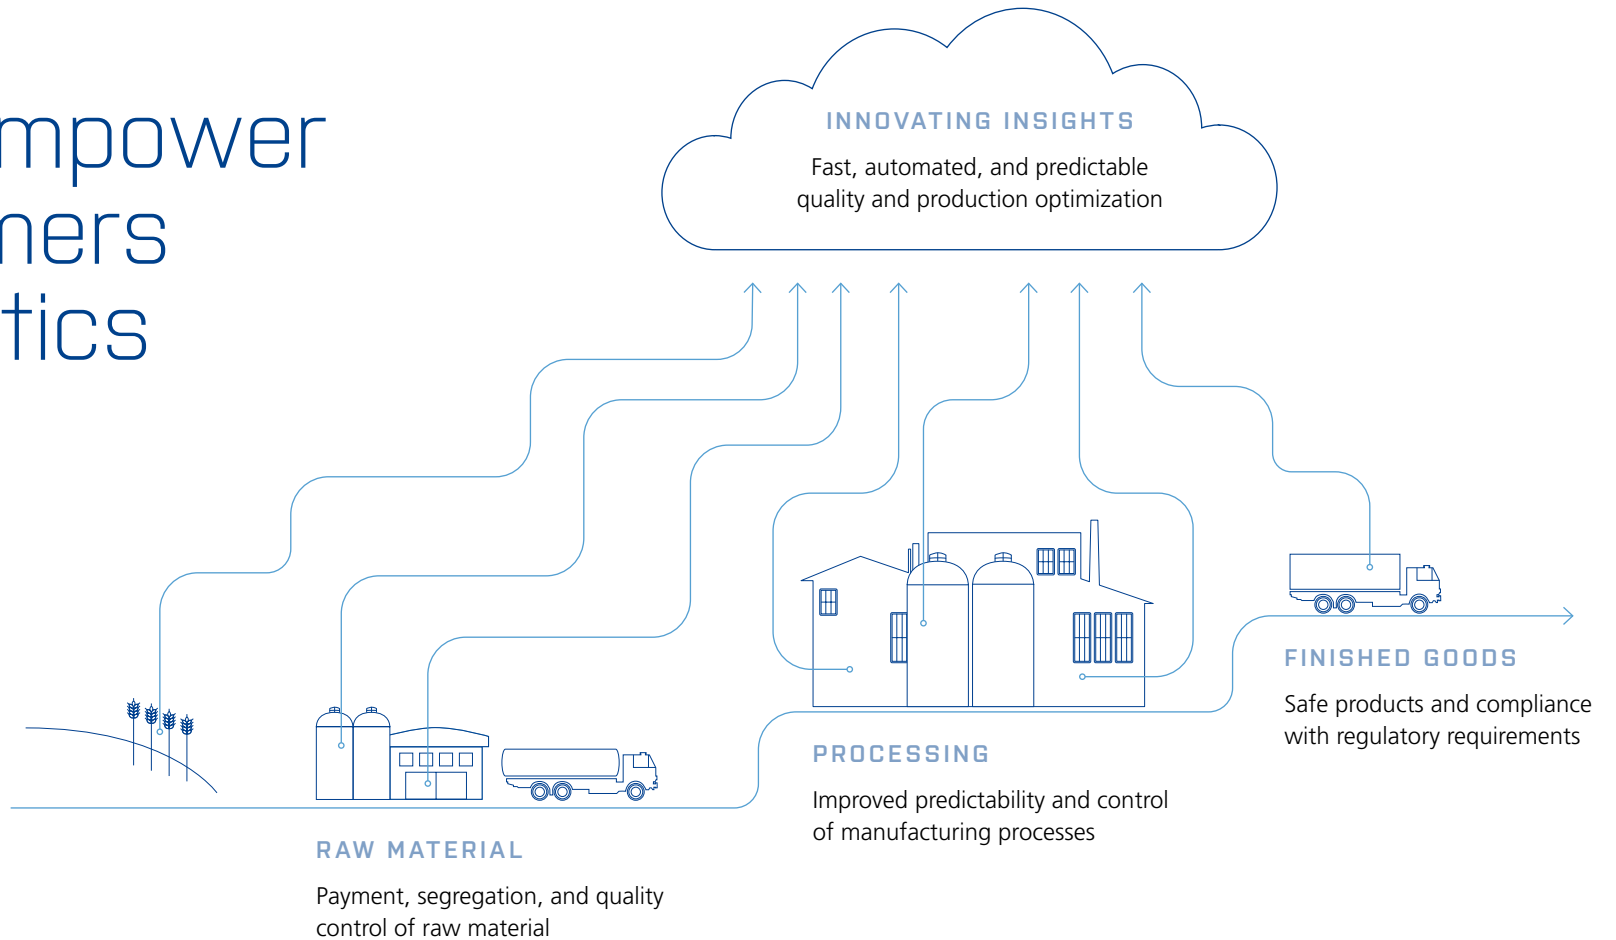 mpower
ners
tics
INNOVATING INSIGHTS
Fast, automated, and predictable
quality and production optimization
FINISHED GOODS
Safe products and compliance
with regulatory requirements
PROCESSING
Improved predictability and control
of manufacturing processes
RAW MATERIAL
Payment, segregation, and quality
control of raw material